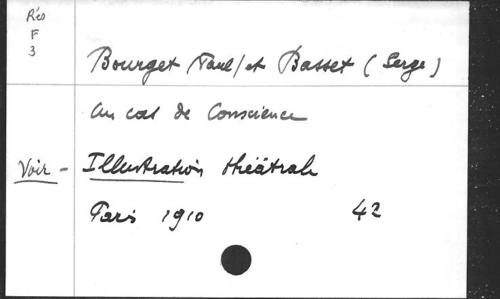 Rés
F
3
Bourget (Paul) et Basset (Serge)
Un cas de Conscience
Voir - Illustration théâtrale
Paris 1910 42